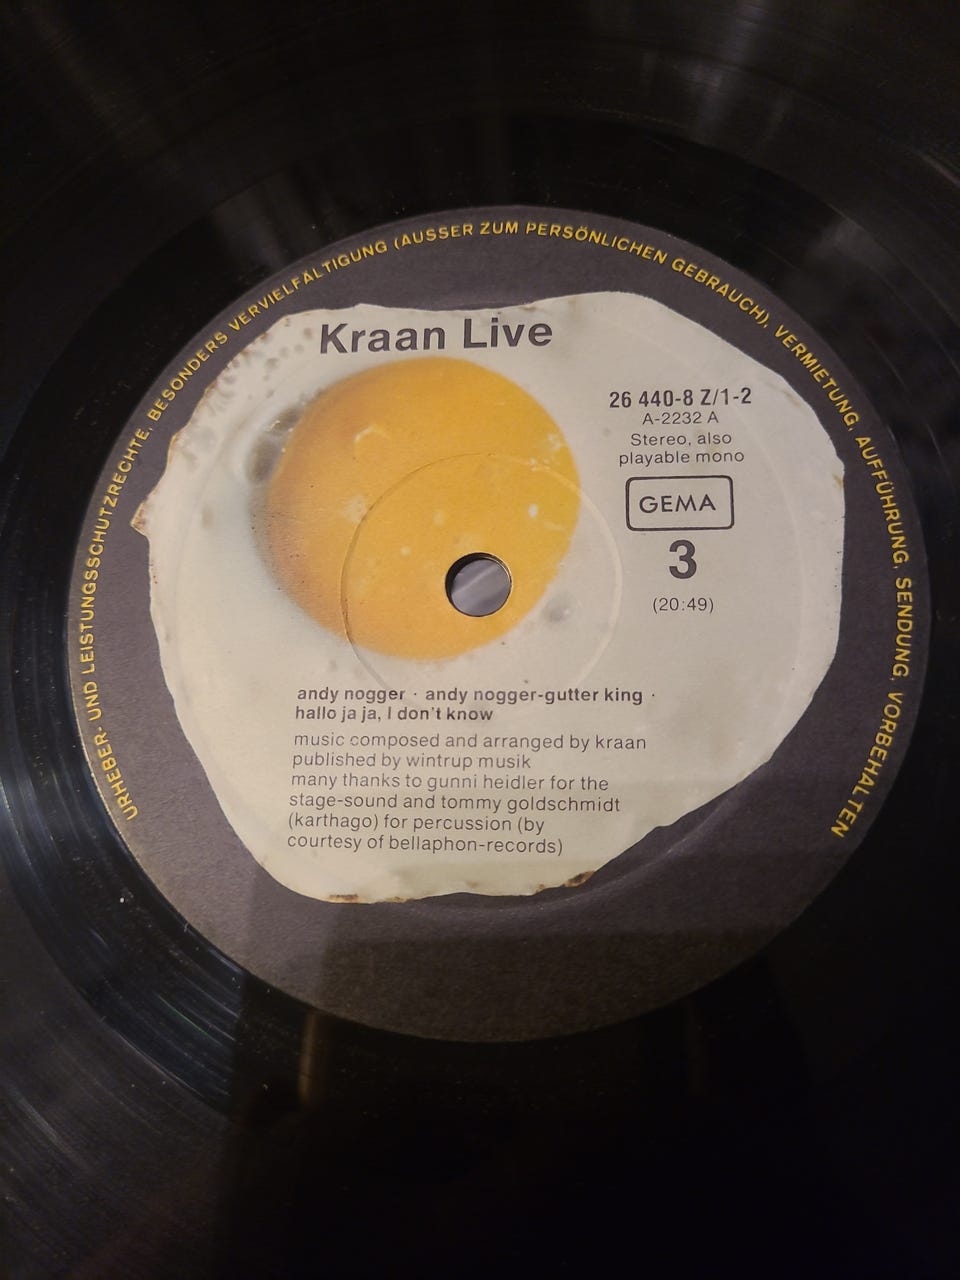 URHEBER- UND LEISTUNGSSCHUTZRECHTE, BESONDERS VERVIELFÄLTIGUNG (AUSSER ZUM PERSÖNLICHEN GEBRAUCH), VERMIETUNG, AUFFÜHRUNG, SENDUNG, VORBEHALTEN
Kraan Live
26 440-8 Z/1-2
A-2232 A
Stereo, also
playable mono
GEMA
3
(20:49)
andy nogger · andy nogger-gutter king ·
hallo ja ja, I don't know
music composed and arranged by kraan
published by wintrup musik
many thanks to gunni heidler for the
stage-sound and tommy goldschmidt
(karthago) for percussion (by
courtesy of bellaphon-records)